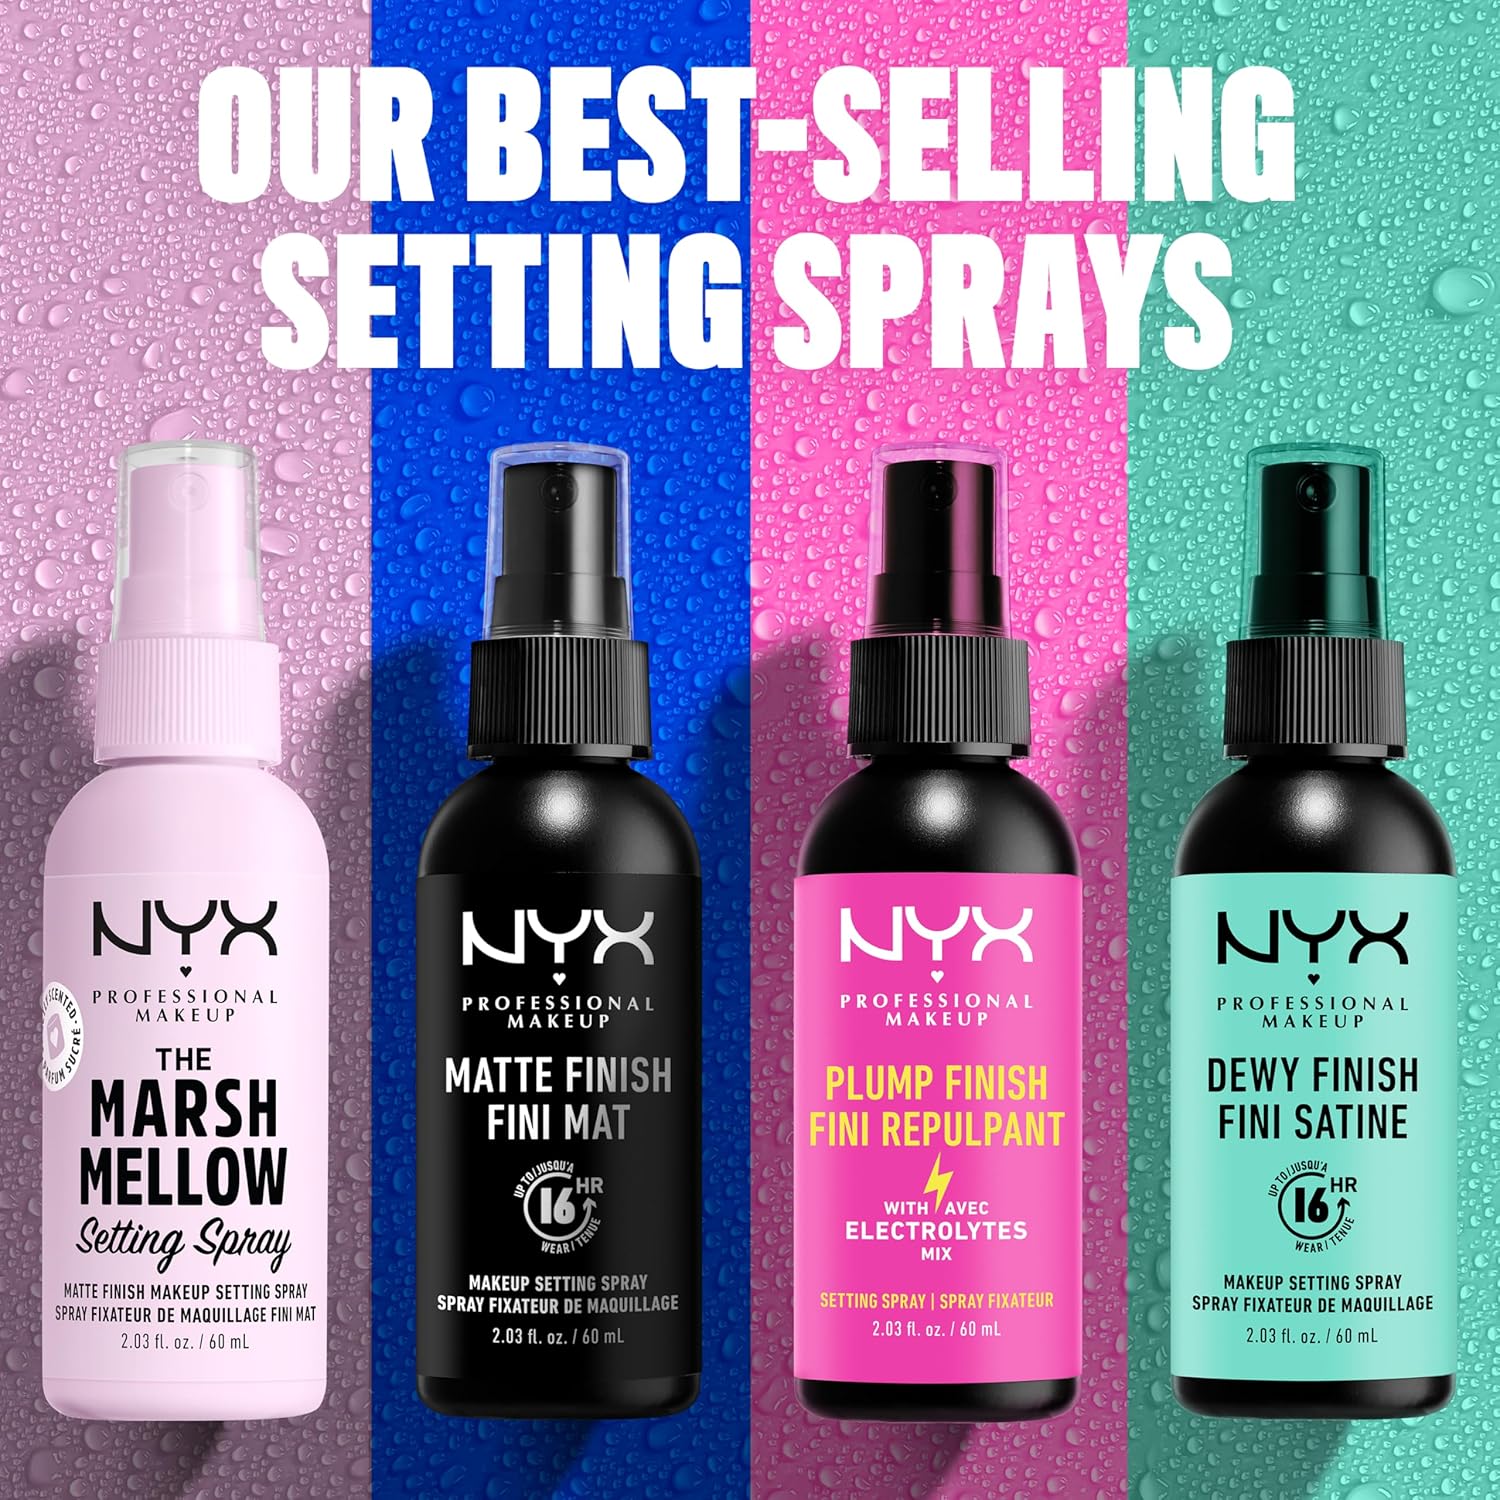 OUR BEST-SELLING
SETTING SPRAYS
NYX
PROFESSIONAL
MAKEUP
SCENTED
PARFUM SUCRÉ
THE
MARSH
MELLOW
Setting Spray
MATTE FINISH MAKEUP SETTING SPRAY
SPRAY FIXATEUR DE MAQUILLAGE FINI MAT
2.03 fl. oz. / 60 mL
NYX
PROFESSIONAL
MAKEUP
MATTE FINISH
FINI MAT
UP TO/JUSQU'A
16 HR
WEAR/TENUE
MAKEUP SETTING SPRAY
SPRAY FIXATEUR DE MAQUILLAGE
2.03 fl. oz. / 60 mL
NYX
PROFESSIONAL
MAKEUP
PLUMP FINISH
FINI REPULPANT
WITH AVEC
ELECTROLYTES
MIX
SETTING SPRAY | SPRAY FIXATEUR
2.03 fl. oz. / 60 mL
NYX
PROFESSIONAL
MAKEUP
DEWY FINISH
FINI SATINE
UP TO/JUSQU'A
16 HR
WEAR/TENUE
MAKEUP SETTING SPRAY
SPRAY FIXATEUR DE MAQUILLAGE
2.03 fl. oz. / 60 mL